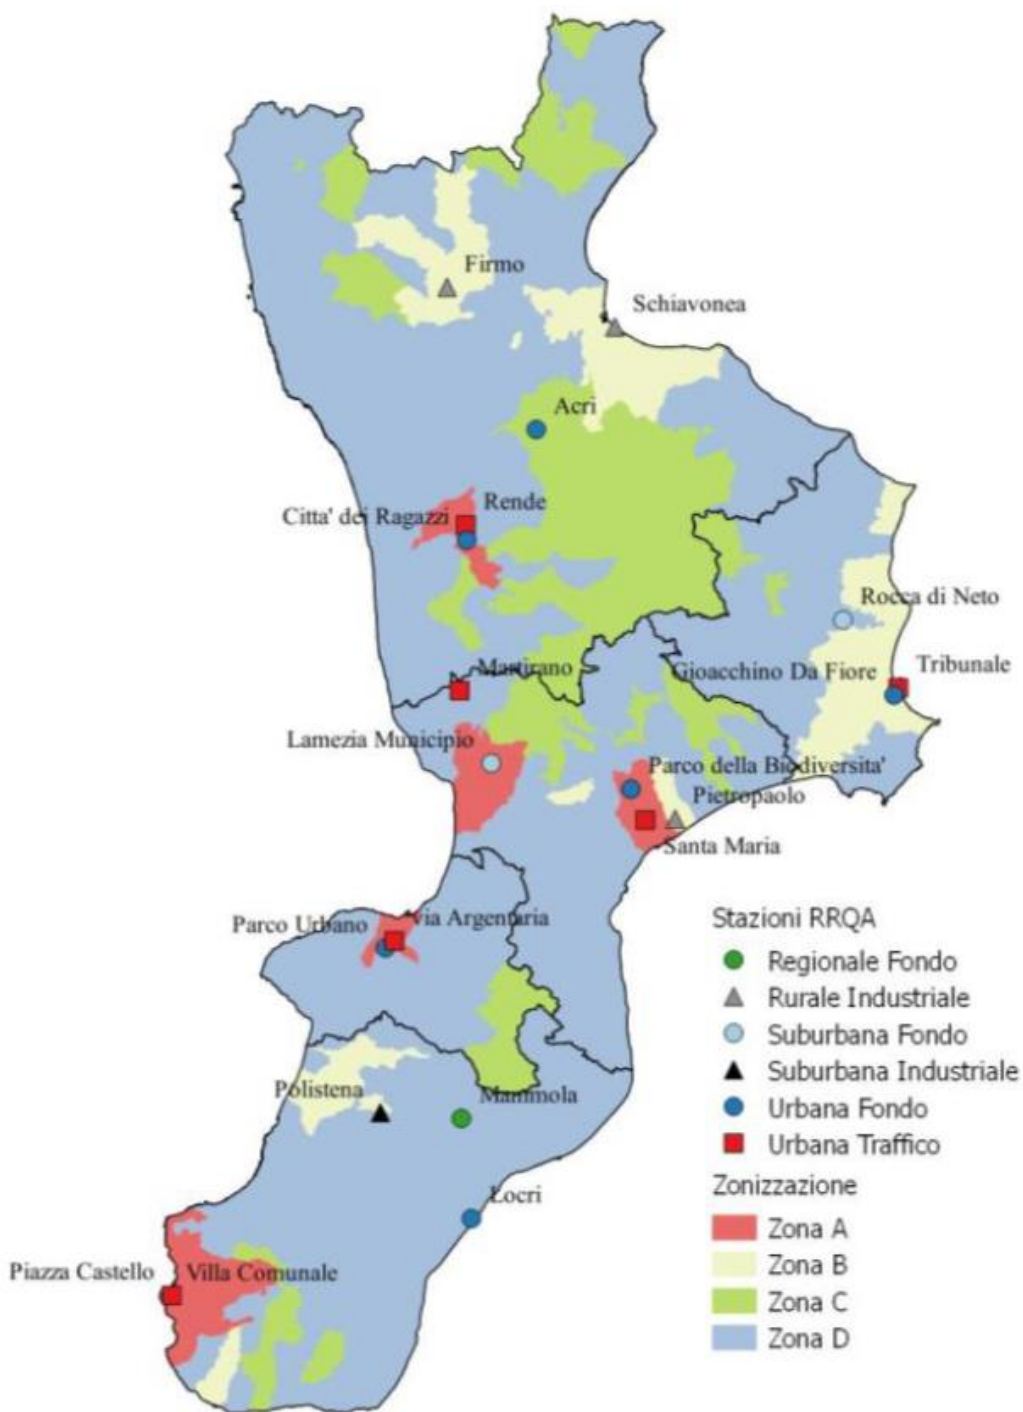 Firmo
Schiavonea
Acri
Rende
Citta' dei Ragazzi
Rocca di Neto
Martirano
Gioacchino Da Fiore
Tribunale
Lamezia Municipio
Parco della Biodiversita'
Pietropaolo
Santa Maria
Parco Urbano
via Argentaria
Polistena
Mammola
Locri
Piazza Castello
Villa Comunale
Stazioni RRQA
Regionale Fondo
Rurale Industriale
Suburbana Fondo
Suburbana Industriale
Urbana Fondo
Urbana Traffico
Zonizzazione
Zona A
Zona B
Zona C
Zona D